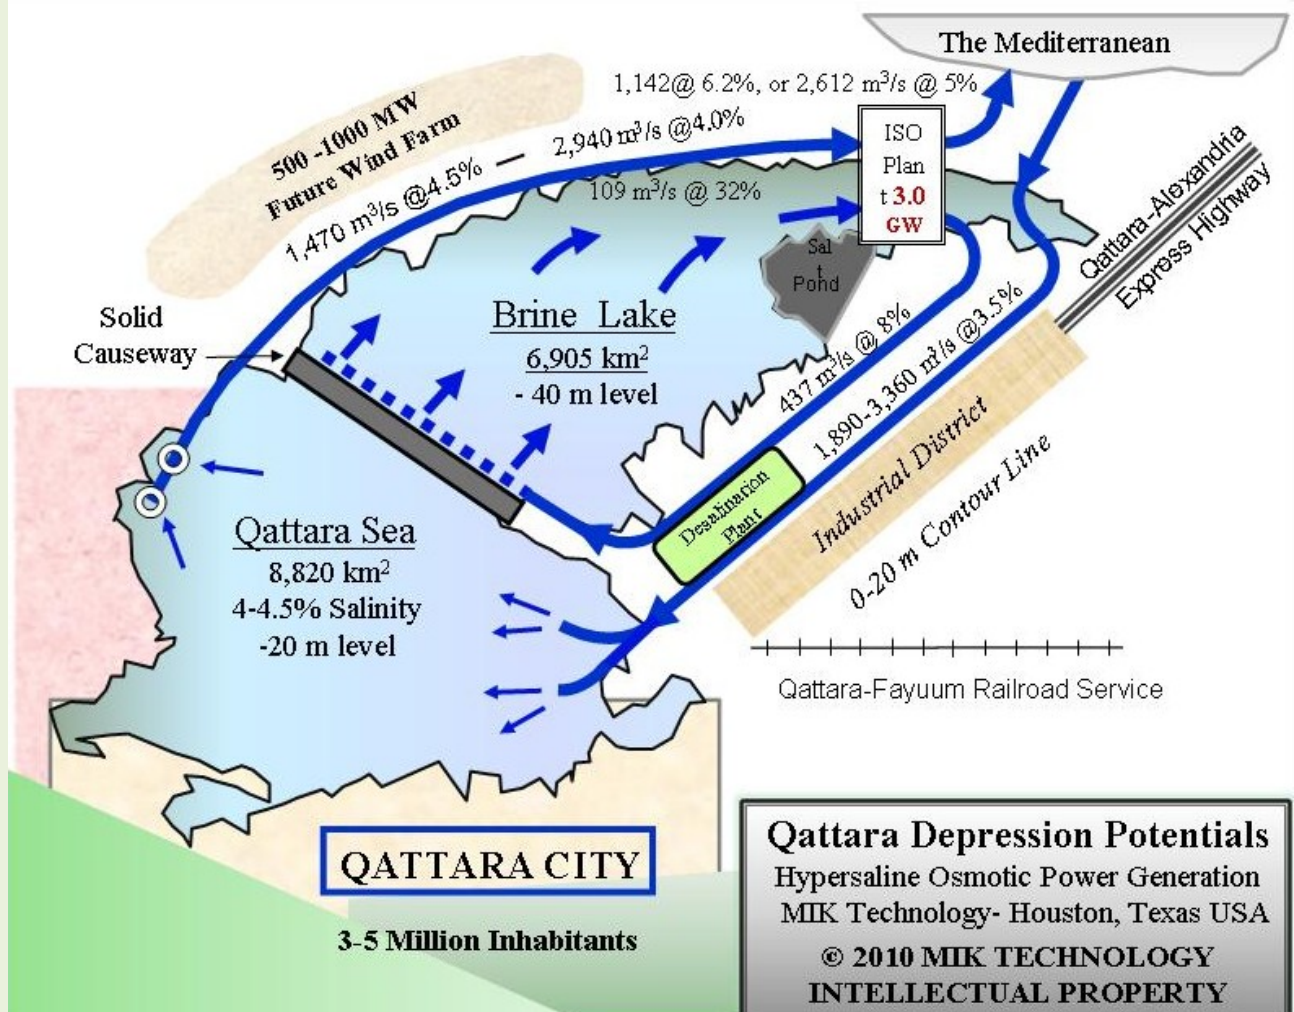 The Mediterranean
1,142@ 6.2%, or 2,612 m³/s @ 5%
500 -1000 MW
Future Wind Farm
1,470 m³/s @4.5% — 2,940 m³/s @4.0%
ISO
Plan
t 3.0
GW
109 m³/s @ 32%
Qattara-Alexandria
Express Highway
Sal
t
Pond
Solid
Causeway
Brine Lake
6,905 km²
- 40 m level
437 m³/s @ 8%
1,890-3,360 m³/s @3.5%
Industrial District
0-20 m Contour Line
Desalination
Plant
Qattara Sea
8,820 km²
4-4.5% Salinity
-20 m level
Qattara-Fayuum Railroad Service
QATTARA CITY
3-5 Million Inhabitants
Qattara Depression Potentials
Hypersaline Osmotic Power Generation
MIK Technology- Houston, Texas USA
© 2010 MIK TECHNOLOGY
INTELLECTUAL PROPERTY